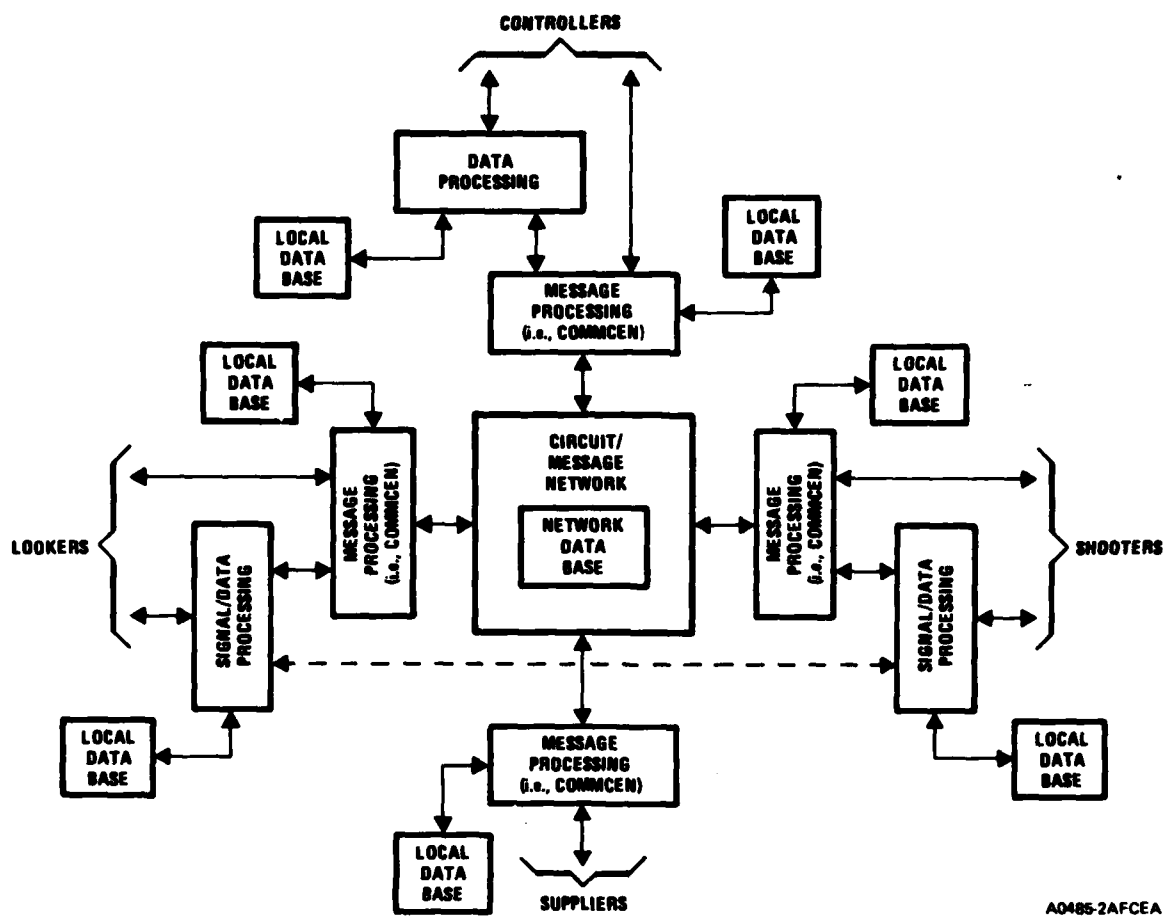 CONTROLLERS
DATA
PROCESSING
LOCAL
DATA
BASE
LOCAL
DATA
BASE
MESSAGE
PROCESSING
(i.e., COMMCEN)
LOCAL
DATA
BASE
LOCAL
DATA
BASE
CIRCUIT/
MESSAGE
NETWORK
NETWORK
DATA
BASE
MESSAGE
PROCESSING
(i.e., COMMCEN)
MESSAGE
PROCESSING
(i.e., COMMCEN)
LOOKERS
SHOOTERS
SIGNAL/DATA
PROCESSING
SIGNAL/DATA
PROCESSING
LOCAL
DATA
BASE
MESSAGE
PROCESSING
(i.e., COMMCEN)
LOCAL
DATA
BASE
LOCAL
DATA
BASE
SUPPLIERS
A0485-2AFCEA